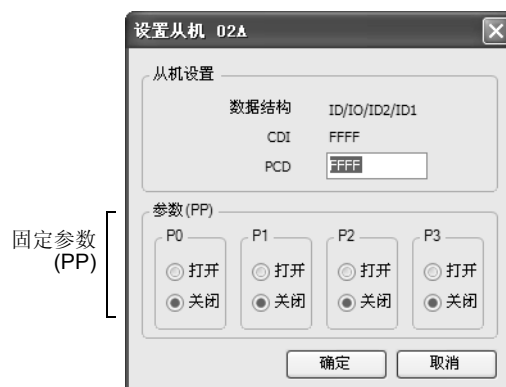 设置从机 02A
从机设置
数据结构 ID/IO/ID2/ID1
CDI FFFF
PCD FFFF
固定参数
(PP)
参数(PP)
P0 P1 P2 P3
打开 打开 打开 打开
关闭 关闭 关闭 关闭
确定 取消